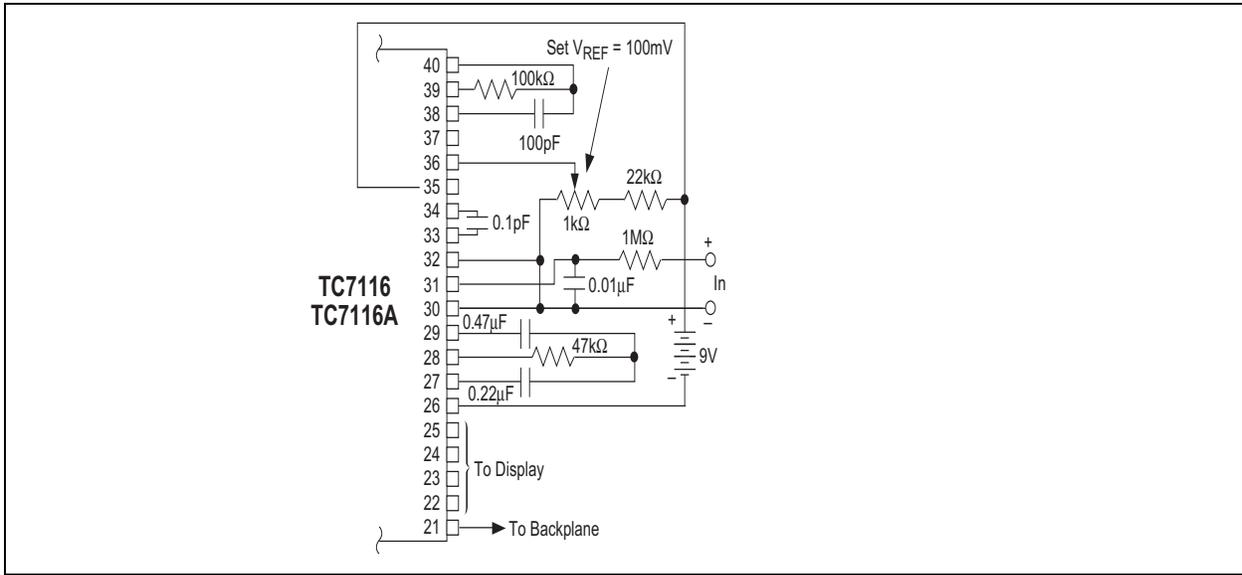 Set VREF = 100mV
40
39
100kΩ
38
100pF
37
36
22kΩ
35
1kΩ
34
0.1pF
33
1MΩ
+
32
In
31
0.01µF
TC7116
TC7116A
30
–
29
0.47µF
+
28
47kΩ
9V
27
0.22µF
–
26
25
24
To Display
23
22
21
To Backplane